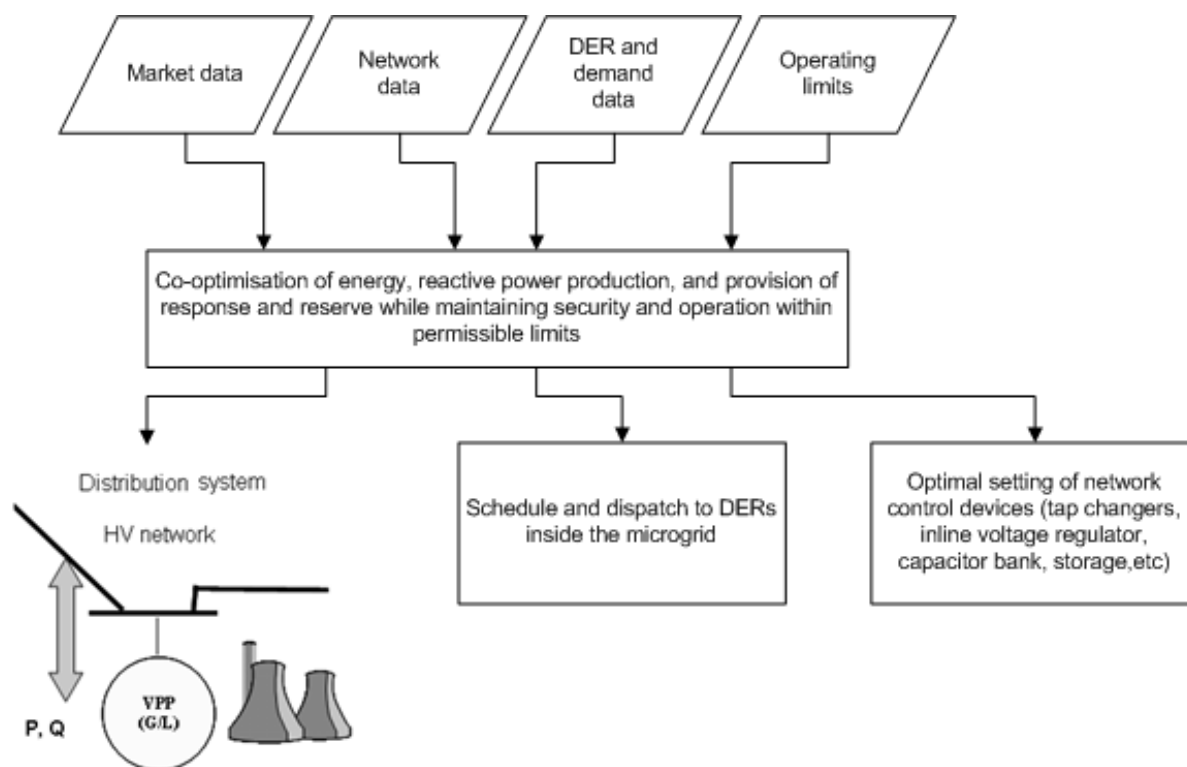 Market data
Network
data
DER and
demand
data
Operating
limits
Co-optimisation of energy, reactive power production, and provision of
response and reserve while maintaining security and operation within
permissible limits
Distribution system
HV network
P, Q
VPP
(G/L)
Schedule and dispatch to DERs
inside the microgrid
Optimal setting of network
control devices (tap changers,
inline voltage regulator,
capacitor bank, storage,etc)